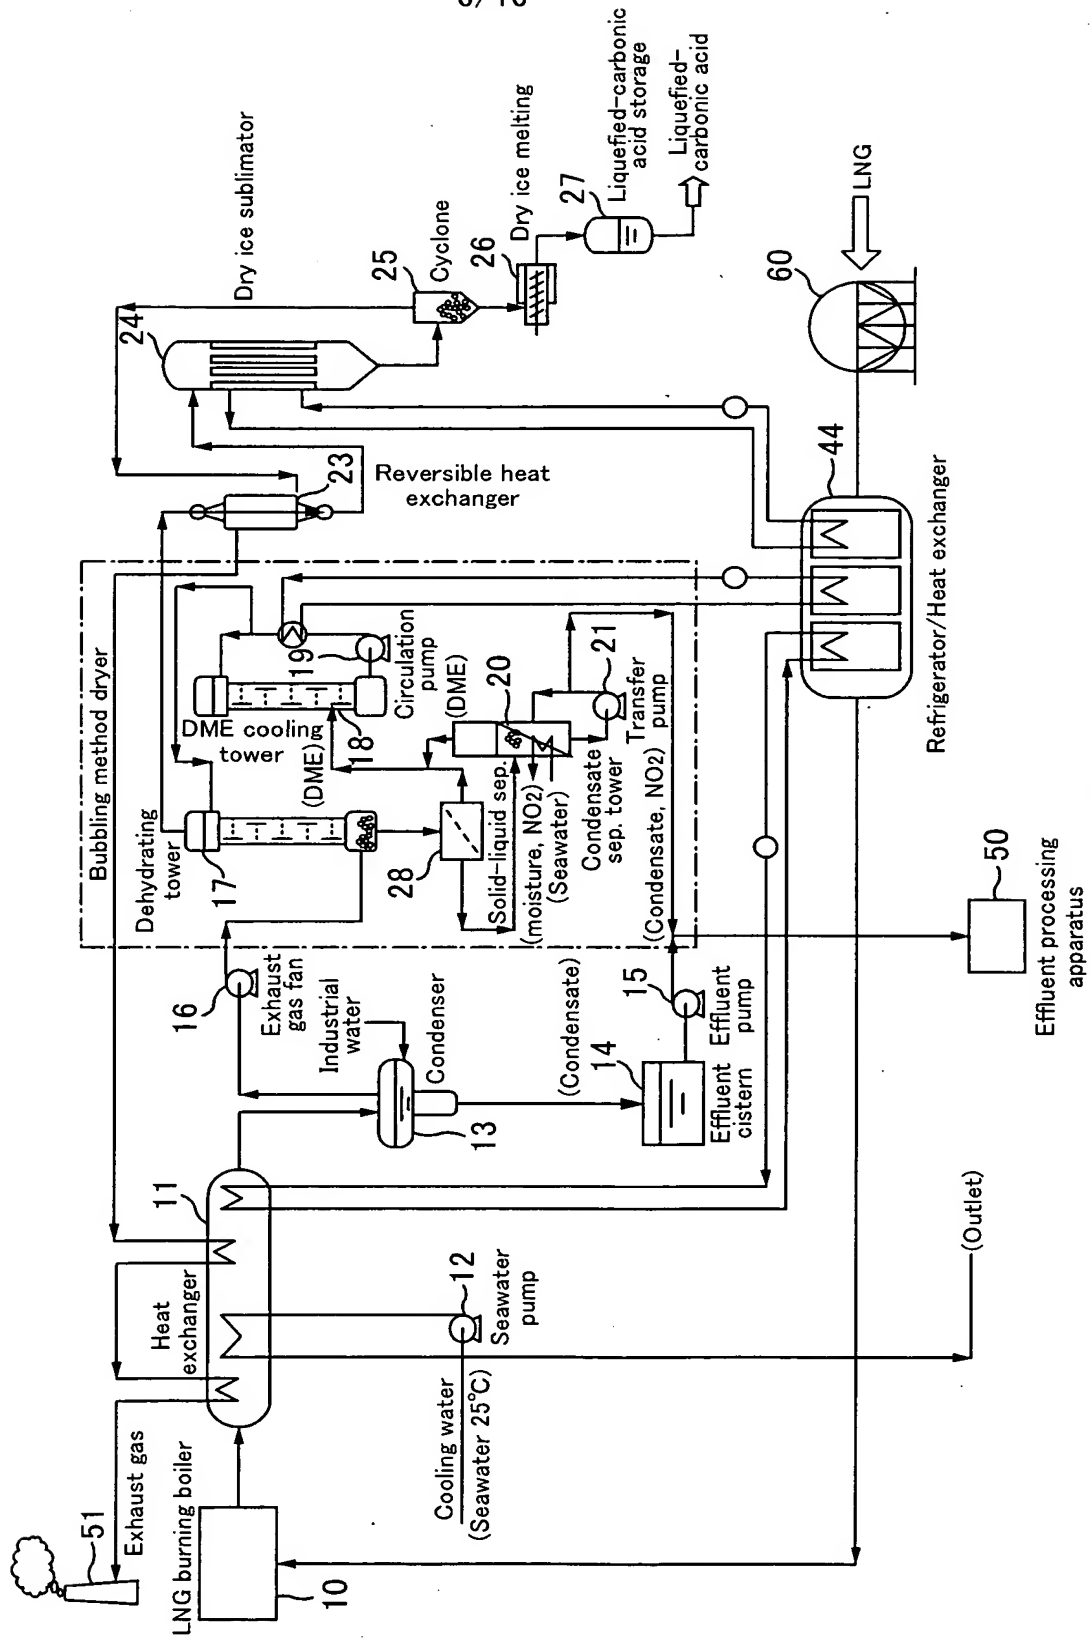 51
Exhaust gas
LNG burning boiler
10
Heat
exchanger
11
Cooling water
(Seawater 25°C)
12
Seawater
pump
(Outlet)
Industrial
water
Condenser
13
(Condensate)
14
Effluent
cistern
15
Effluent
pump
16
Exhaust
gas fan
50
Effluent processing
apparatus
Bubbling method dryer
Dehydrating
tower
17
DME cooling
tower
(DME)
18
19
Circulation
pump
(DME)
28
Solid-liquid sep.
(moisture, NO2)
(Seawater)
20
Condensate
sep. tower
21
Transfer
pump
(Condensate, NO2)
23
Reversible heat
exchanger
24
Dry ice sublimator
25
Cyclone
26
Dry ice melting
27
Liquefied-carbonic
acid storage
Liquefied-
carbonic acid
44
Refrigerator/Heat exchanger
60
LNG